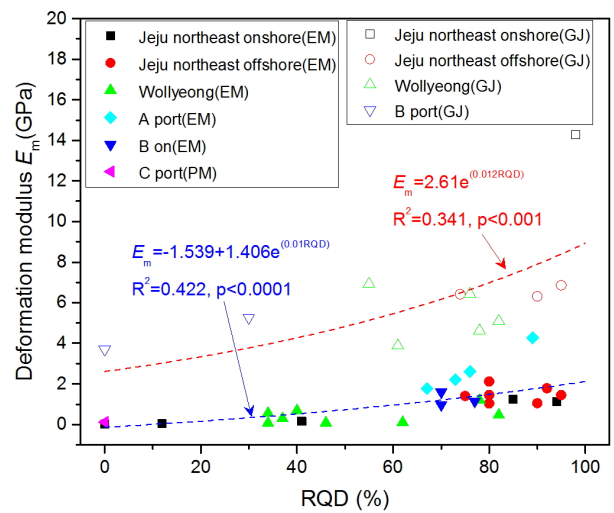 Deformation modulus Eₘ(GPa)
20
18
16
14
12
10
8
6
4
2
0
Jeju northeast onshore(EM)
Jeju northeast offshore(EM)
Wollyeong(EM)
A port(EM)
B on(EM)
C port(PM)
Jeju northeast onshore(GJ)
Jeju northeast offshore(GJ)
Wollyeong(GJ)
B port(GJ)
Eₘ=2.61e^(0.012RQD)
R²=0.341, p<0.001
Eₘ=-1.539+1.406e^(0.01RQD)
R²=0.422, p<0.0001
0 20 40 60 80 100
RQD (%)